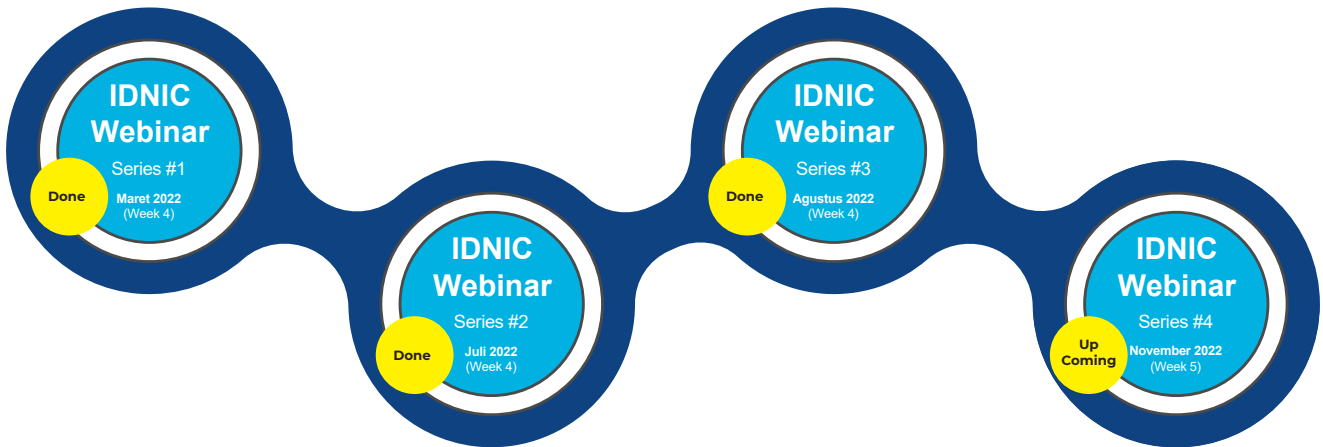 IDNIC
Webinar
Series #1
Maret 2022
(Week 4)
Done
IDNIC
Webinar
Series #2
Juli 2022
(Week 4)
Done
IDNIC
Webinar
Series #3
Agustus 2022
(Week 4)
Done
IDNIC
Webinar
Series #4
November 2022
(Week 5)
Up
Coming